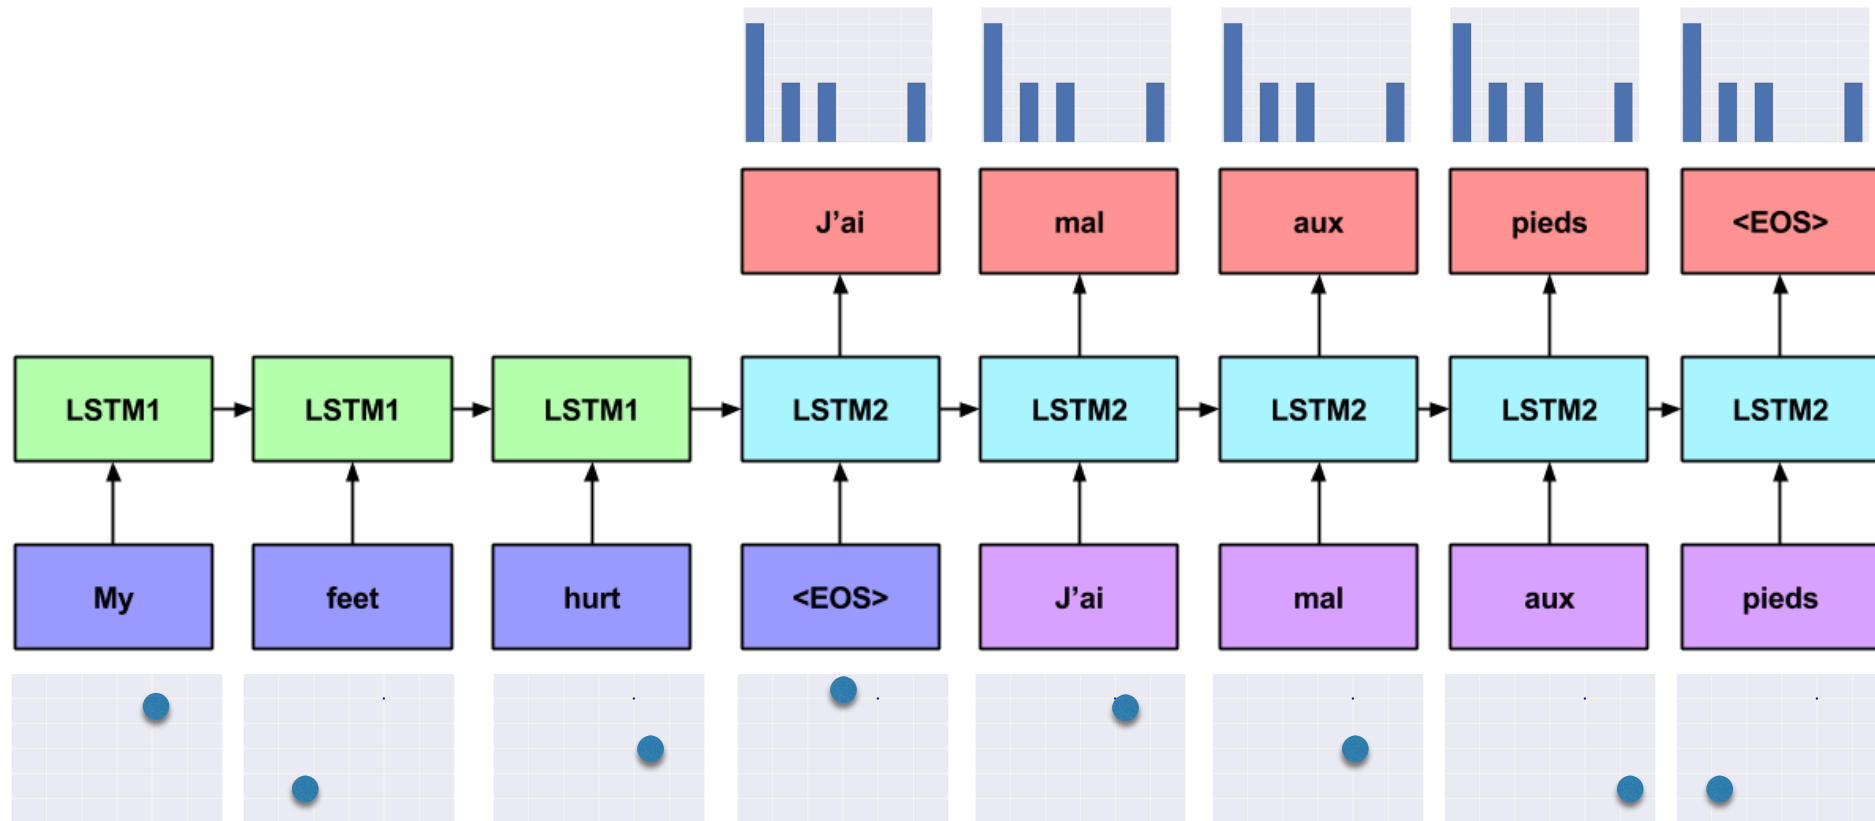 J’ai mal aux pieds <EOS>
LSTM1 LSTM1 LSTM1 LSTM2 LSTM2 LSTM2 LSTM2 LSTM2
My feet hurt <EOS> J’ai mal aux pieds